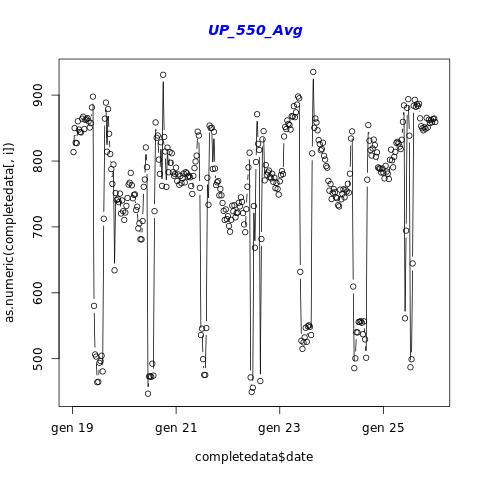 UP_550_Avg
as.numeric(completedata[, i])
900
800
700
600
500
gen 19
gen 21
gen 23
gen 25
completedata$date